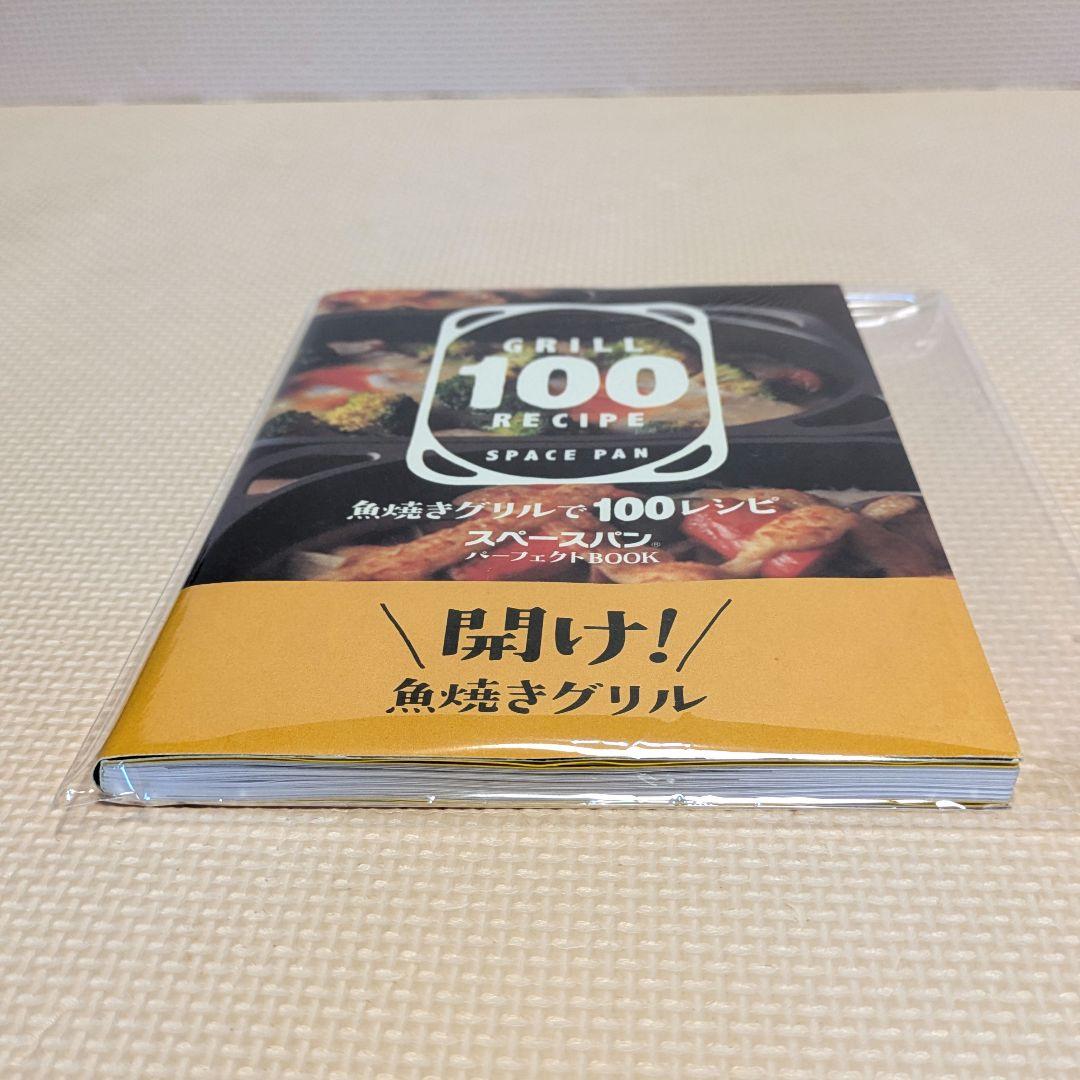 GRILL
100
RECIPE
SPACE PAN
魚焼きグリルで100レシピ
スペースパン®
パーフェクトBOOK
開け!
魚焼きグリル